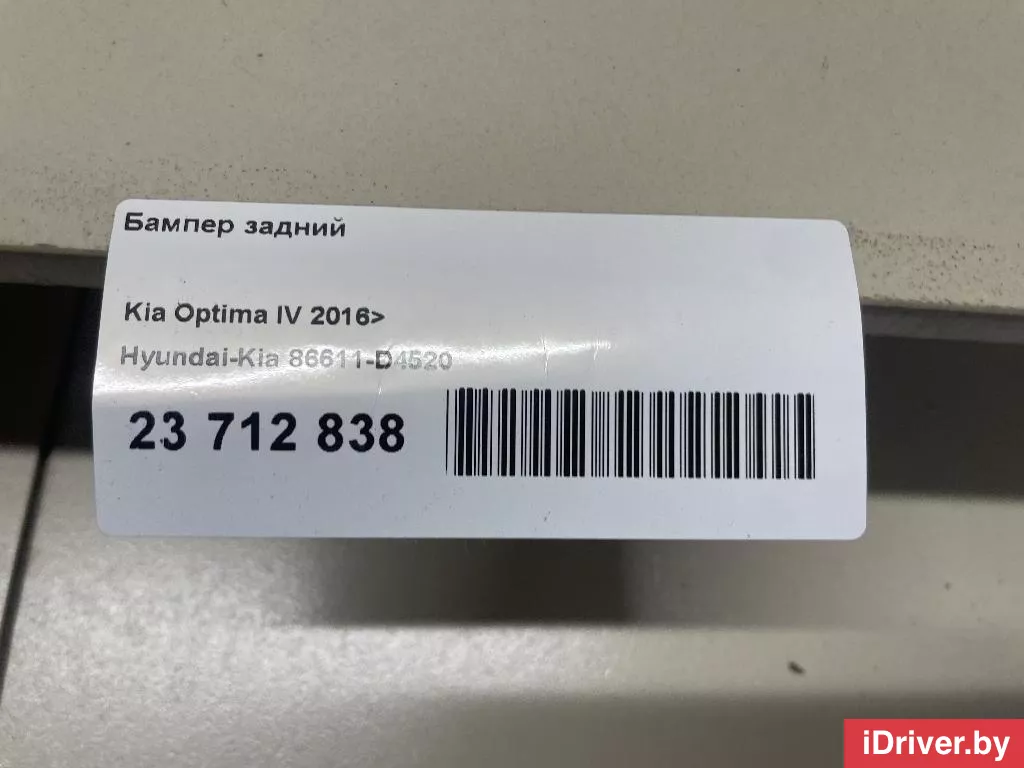 Бампер задний
Kia Optima IV 2016>
Hyundai-Kia 86611-D4520
23 712 838
iDriver.by